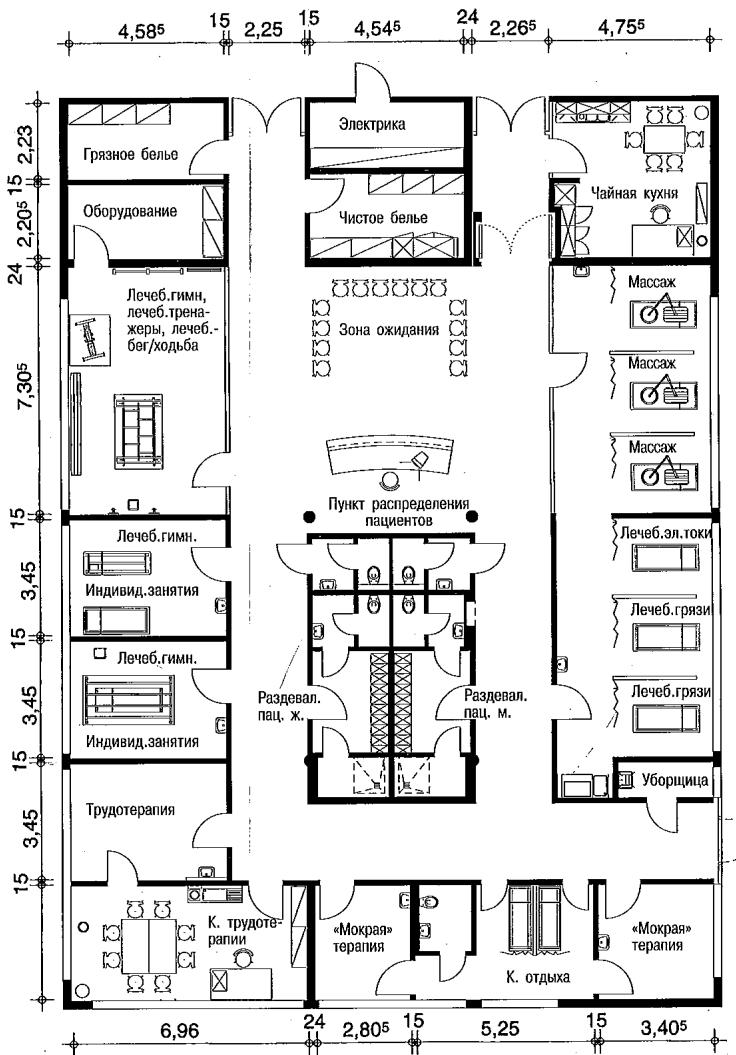 15 15 24
4,58⁵ 2,25 4,54⁵ 2,26⁵ 4,75⁵
2,23
15
2,20⁵
24
7,30⁵
15
3,45
15
3,45
15
3,45
15
Электрика
Грязное белье
Оборудование
Чистое белье
Чайная кухня
Лечеб.гимн,
лечеб.трена-
жеры, лечеб.-
бег/ходьба
Зона ожидания
Массаж
Массаж
Массаж
Пункт распределения
пациентов
Лечеб.гимн.
Индивид.занятия
Лечеб.эл.токи
Лечеб.грязи
Лечеб.гимн.
Индивид.занятия
Раздевал.
пац. ж.
Раздевал.
пац. м.
Лечеб.грязи
Уборщица
Трудотерапия
К. трудоте-
рапии
«Мокрая»
терапия
К. отдыха
«Мокрая»
терапия
6,96 24 2,80⁵ 15 5,25 15 3,40⁵